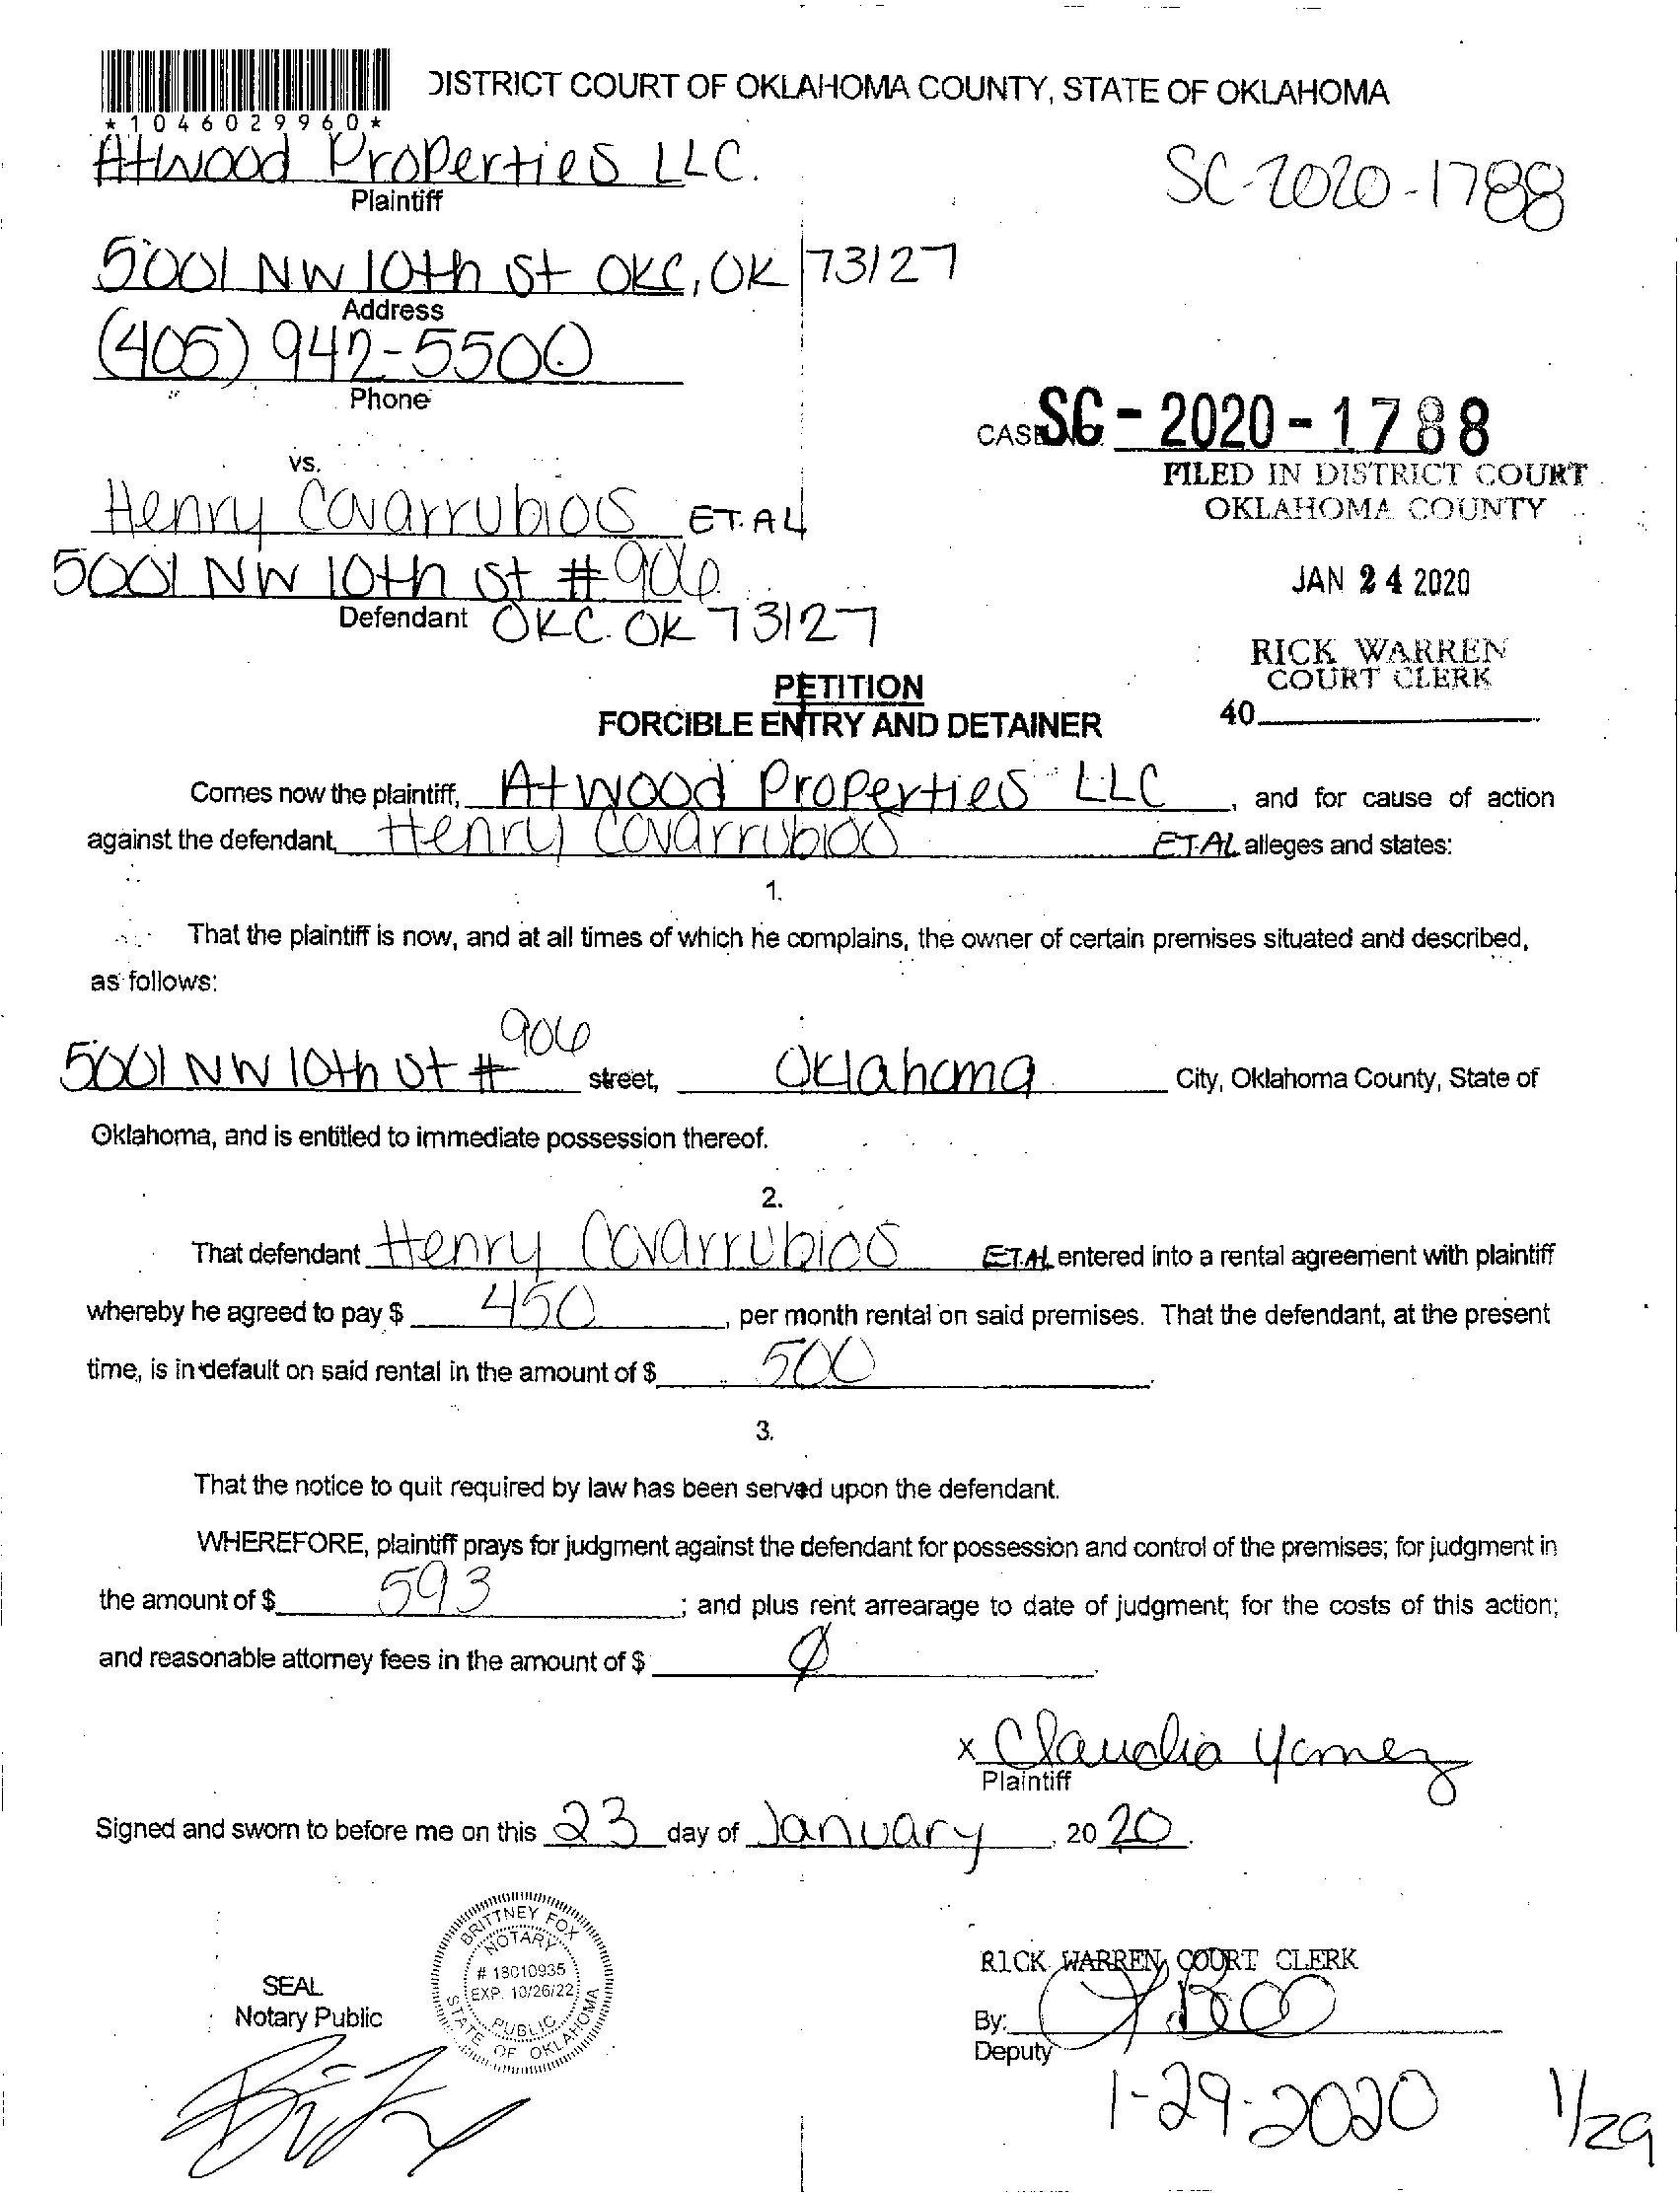 DISTRICT COURT OF OKLAHOMA COUNTY, STATE OF OKLAHOMA
*1046029960*
Atwood Properties LLC.
Plaintiff
SC-2020-1788
5001 NW 10th St OKC, OK 73127
Address
(405) 942-5500
Phone
CASE NO. SC-2020-1788
FILED IN DISTRICT COURT
OKLAHOMA COUNTY
vs.
Henry Covarrubias ET.AL
5001 NW 10th St # 906
Defendant OKC. OK 73127
JAN 24 2020
RICK WARREN
COURT CLERK
40
PETITION
FORCIBLE ENTRY AND DETAINER
Comes now the plaintiff, Atwood Properties LLC, and for cause of action
against the defendant, Henry Covarrubias ET.AL alleges and states:
1.
That the plaintiff is now, and at all times of which he complains, the owner of certain premises situated and described,
as follows:
5001 NW 10th St # 906 street, Oklahoma City, Oklahoma County, State of
Oklahoma, and is entitled to immediate possession thereof.
2.
That defendant Henry Covarrubias ET.AL entered into a rental agreement with plaintiff
whereby he agreed to pay $ 450, per month rental on said premises. That the defendant, at the present
time, is in default on said rental in the amount of $ 500.
3.
That the notice to quit required by law has been served upon the defendant.
WHEREFORE, plaintiff prays for judgment against the defendant for possession and control of the premises; for judgment in
the amount of $ 593; and plus rent arrearage to date of judgment; for the costs of this action;
and reasonable attorney fees in the amount of $ Ø.
x Claudia Yamez
Plaintiff
Signed and sworn to before me on this 23 day of January, 2020.
BRITTNEY FOX
NOTARY
# 18010935
EXP. 10/26/22
PUBLIC
STATE OF OKLAHOMA
SEAL
Notary Public
RICK WARREN, COURT CLERK
By:
Deputy
1-29-2020
1/29